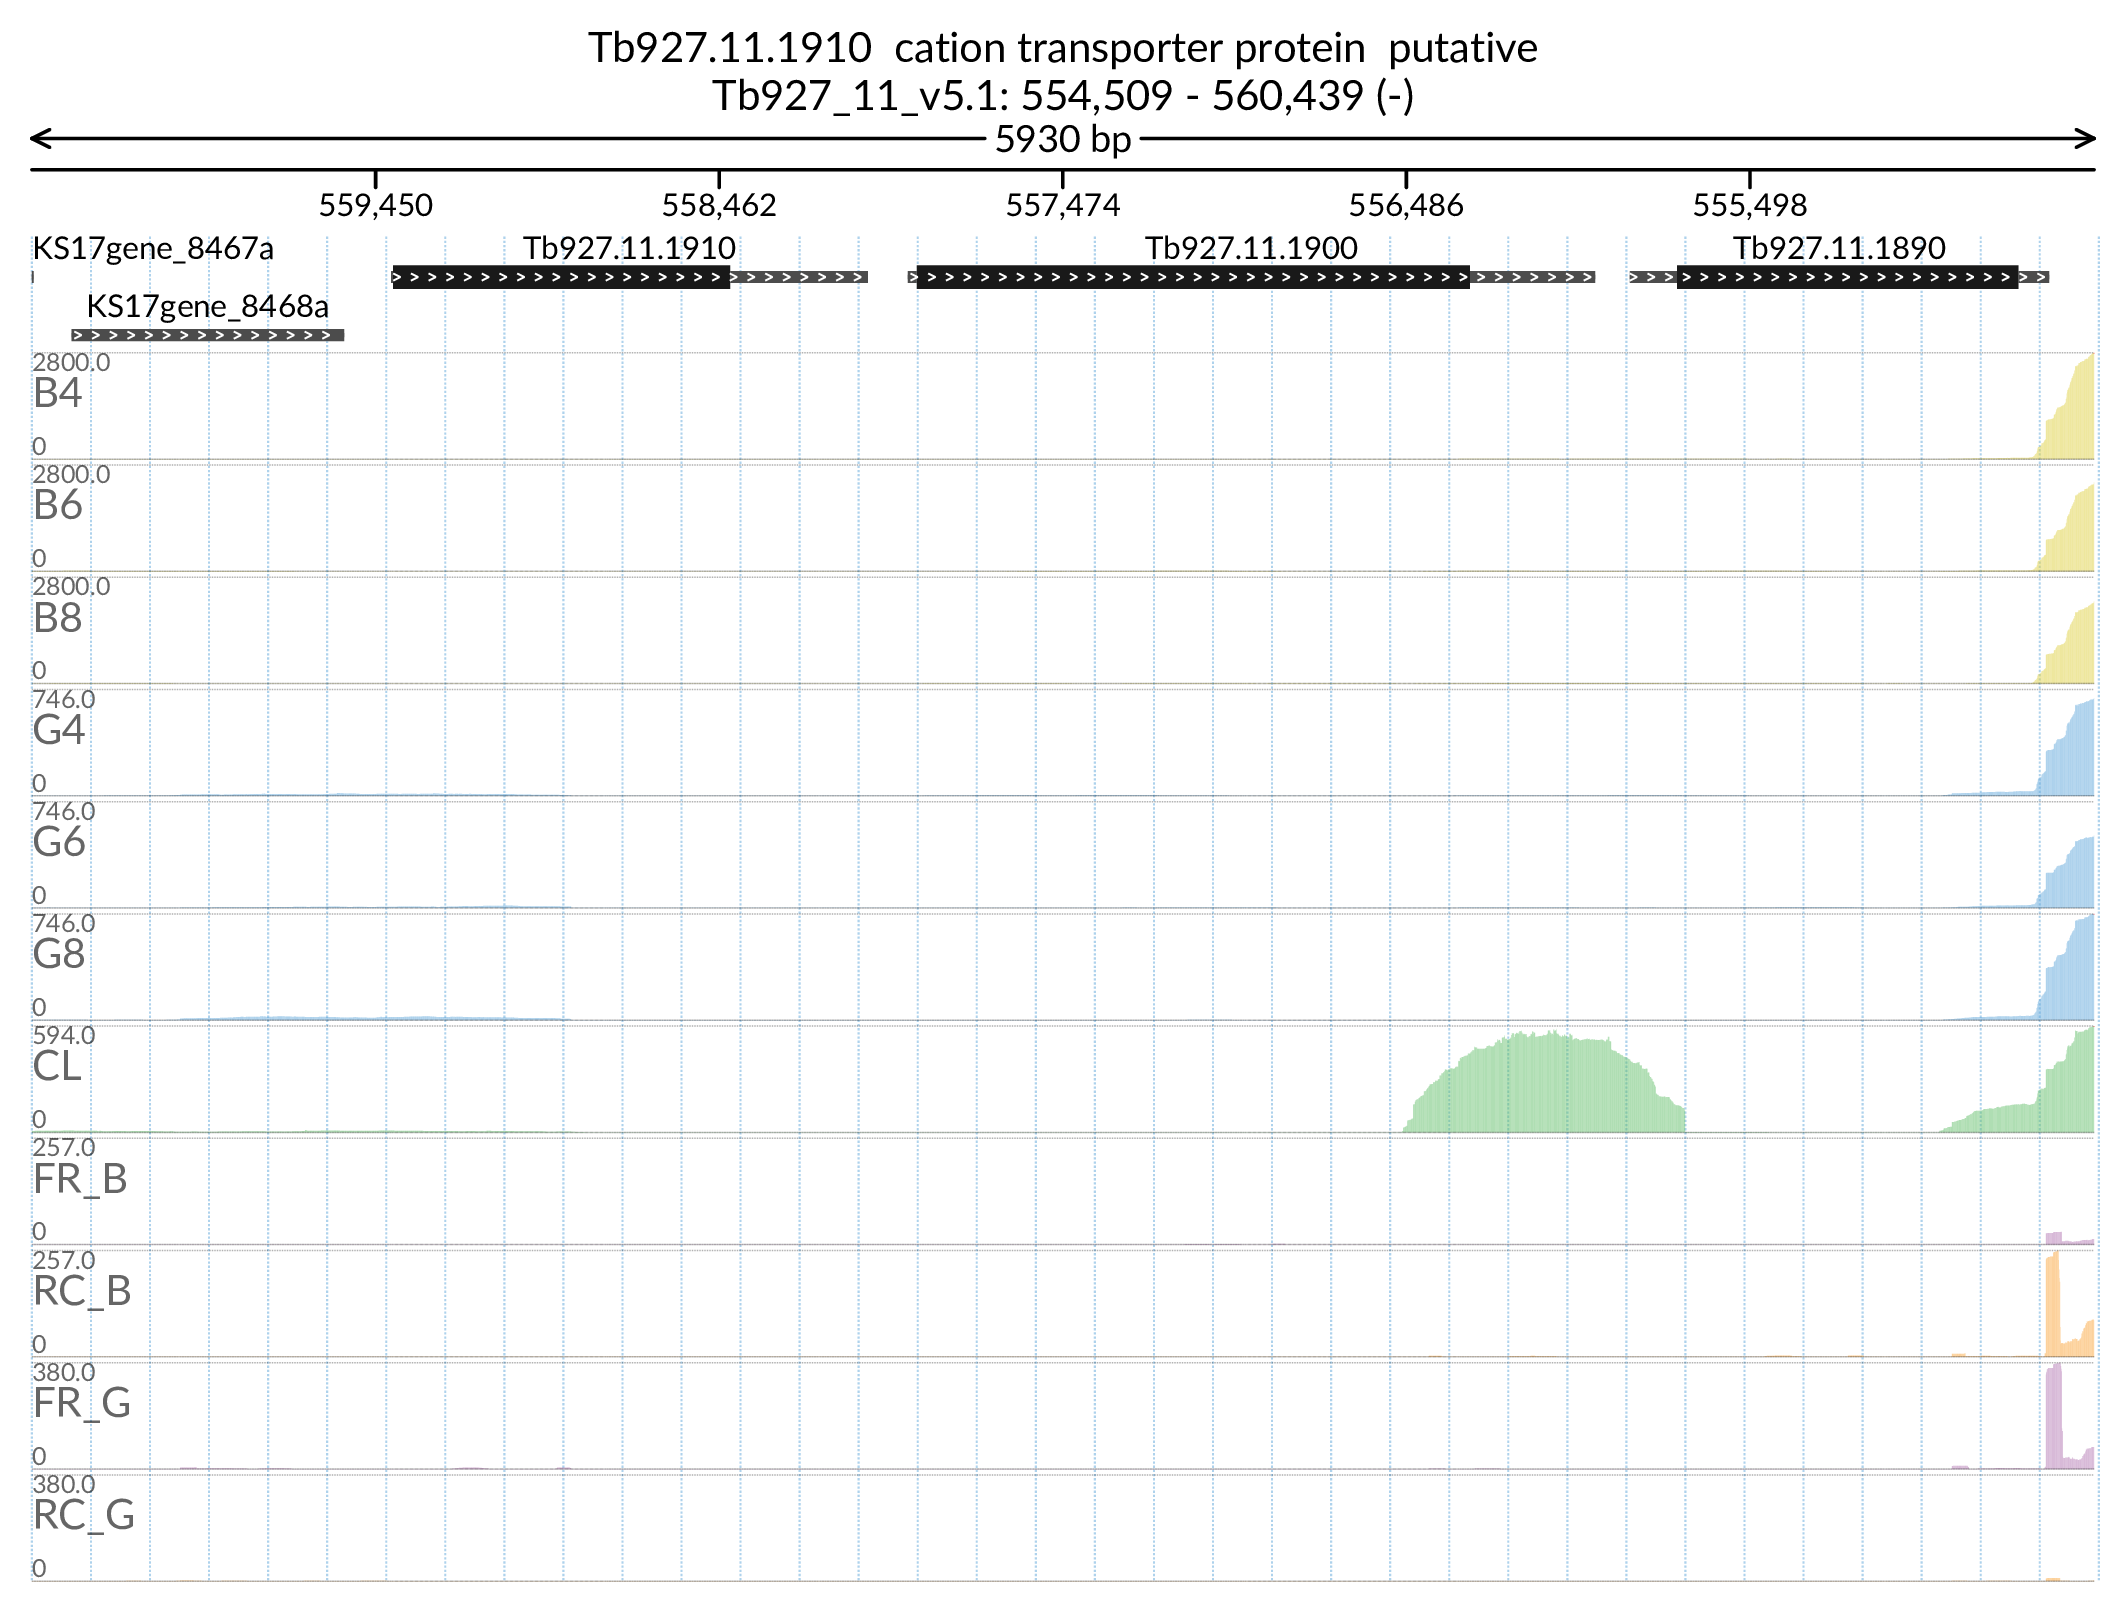 Tb927.11.1910  cation transporter protein  putative
Tb927_11_v5.1: 554,509 - 560,439 (-)
5930 bp
559,450 558,462 557,474 556,486 555,498
KS17gene_8467a Tb927.11.1910 Tb927.11.1900 Tb927.11.1890
KS17gene_8468a
2800.0
B4
0
2800.0
B6
0
2800.0
B8
0
746.0
G4
0
746.0
G6
0
746.0
G8
0
594.0
CL
0
257.0
FR_B
0
257.0
RC_B
0
380.0
FR_G
0
380.0
RC_G
0